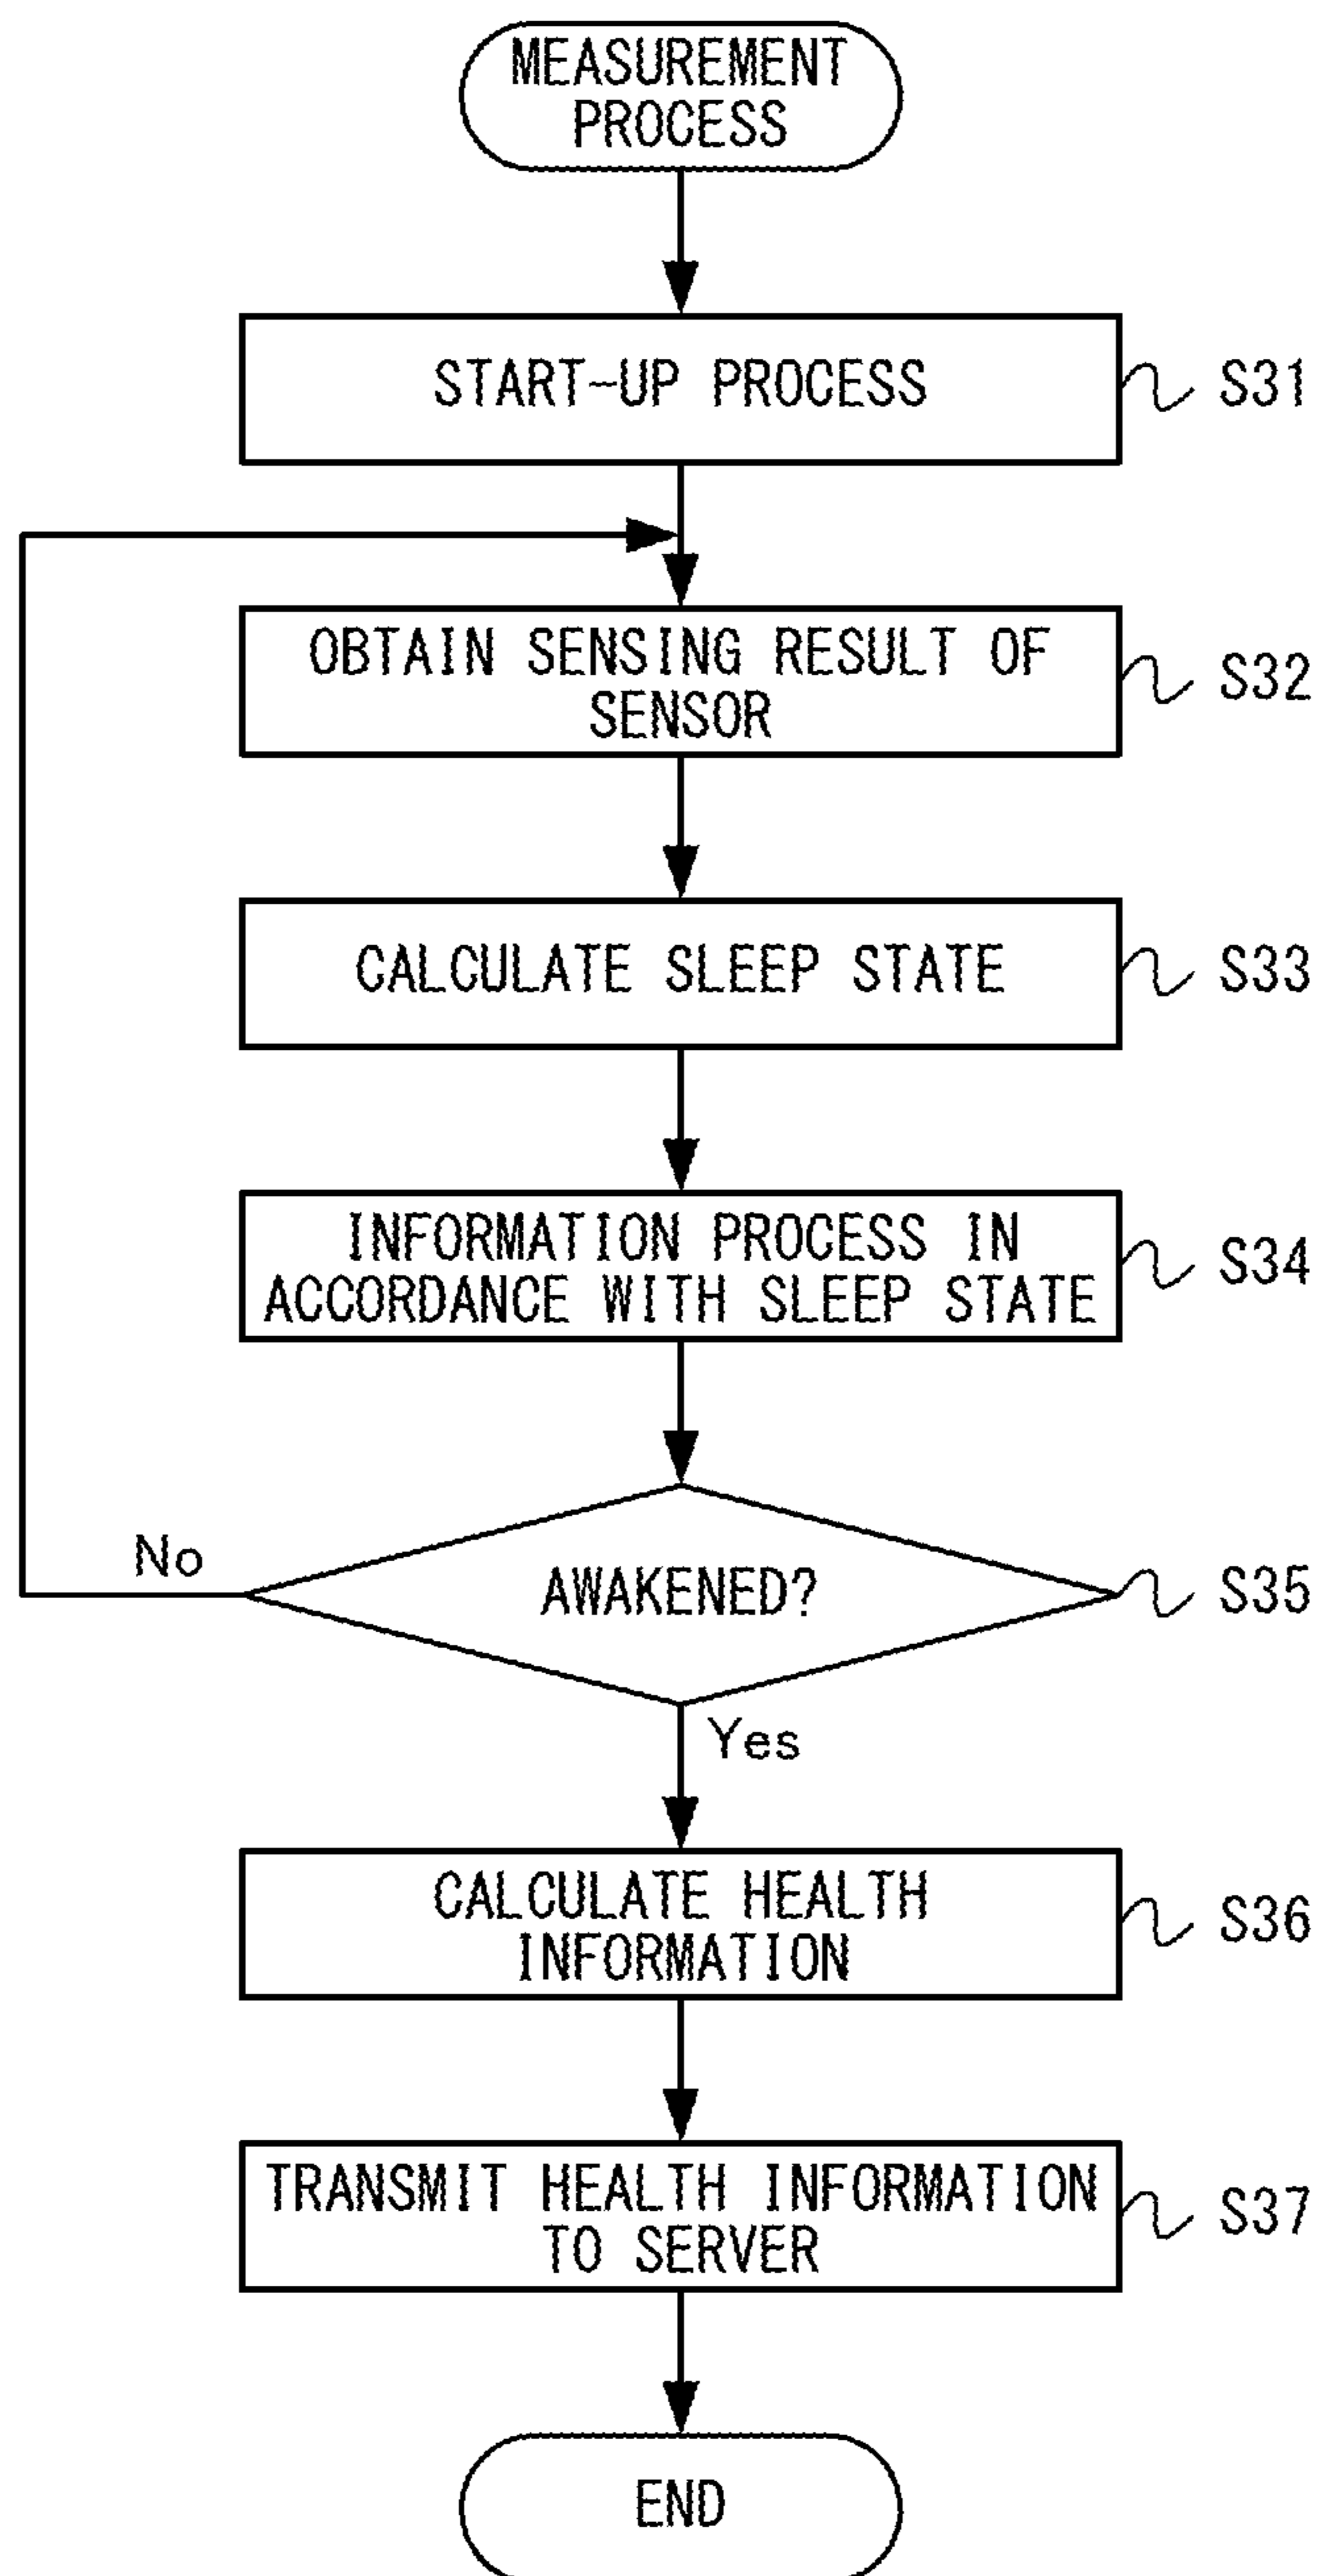 MEASUREMENT
PROCESS
START-UP PROCESS
S31
OBTAIN SENSING RESULT OF
SENSOR
S32
CALCULATE SLEEP STATE
S33
INFORMATION PROCESS IN
ACCORDANCE WITH SLEEP STATE
S34
No
AWAKENED?
S35
Yes
CALCULATE HEALTH
INFORMATION
S36
TRANSMIT HEALTH INFORMATION
TO SERVER
S37
END